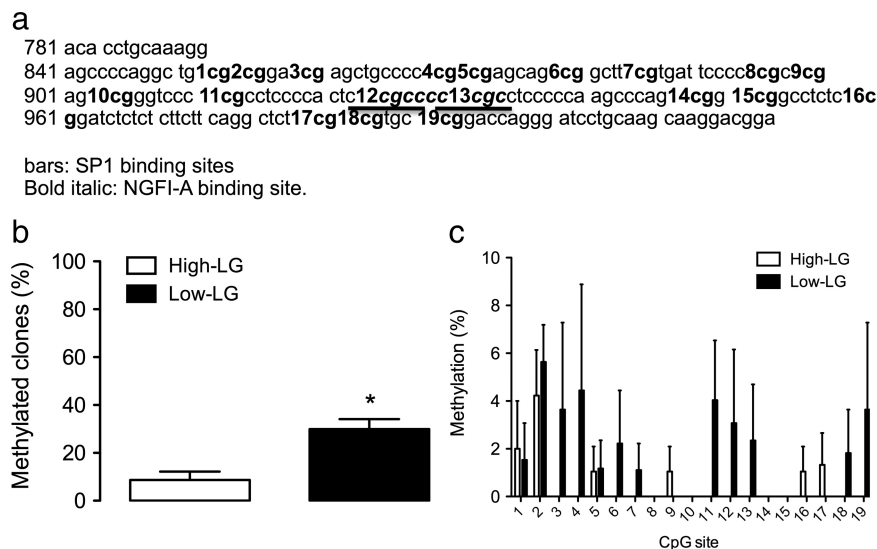 a
781 aca cctgcaaagg
841 agccccaggc tg1cg2cgga3cg agctgcccc4cg5cgagcag6cg gctt7cgtgat tcccc8cgc9cg
901 ag10cgggtccc 11cgcctccccca ctc12cgcccc13cgcctccccca agcccag14cgg 15cggcctctc16c
961 ggatctctct cttctt cagg ctct17cg18cgtgc 19cggaccaggg atcctgcaag caaggacgga
bars: SP1 binding sites
Bold italic: NGFI-A binding site.
b
Methylated clones (%)
100
80
60
40
20
0
High-LG
Low-LG
*
c
Methylation (%)
10
8
6
4
2
0
High-LG
Low-LG
1 2 3 4 5 6 7 8 9 10 11 12 13 14 15 16 17 18 19
CpG site